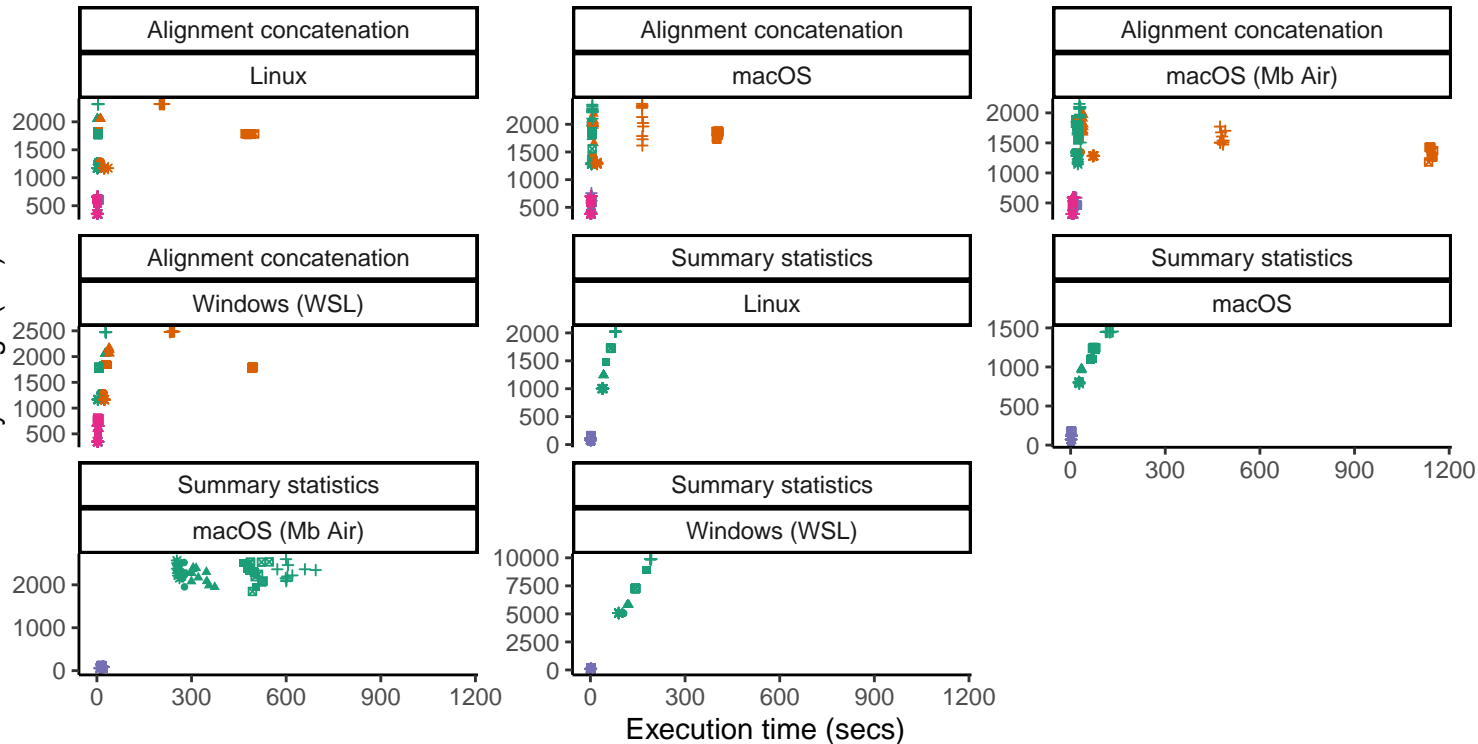 Alignment concatenation Alignment concatenation Alignment concatenation
Linux macOS macOS (Mb Air)
2000 2000 2000
1500 1500 1500
1000 1000 1000
500 500 500
Alignment concatenation Summary statistics Summary statistics
Windows (WSL) Linux macOS
2500 2000 1500
2000 1500 1000
1500 1000 500
1000 500 0
500 0
0 300 600 900 1200
Summary statistics Summary statistics
macOS (Mb Air) Windows (WSL)
2000 10000
1000 7500
0 5000
2500
0
0 300 600 900 1200 0 300 600 900 1200
Execution time (secs)